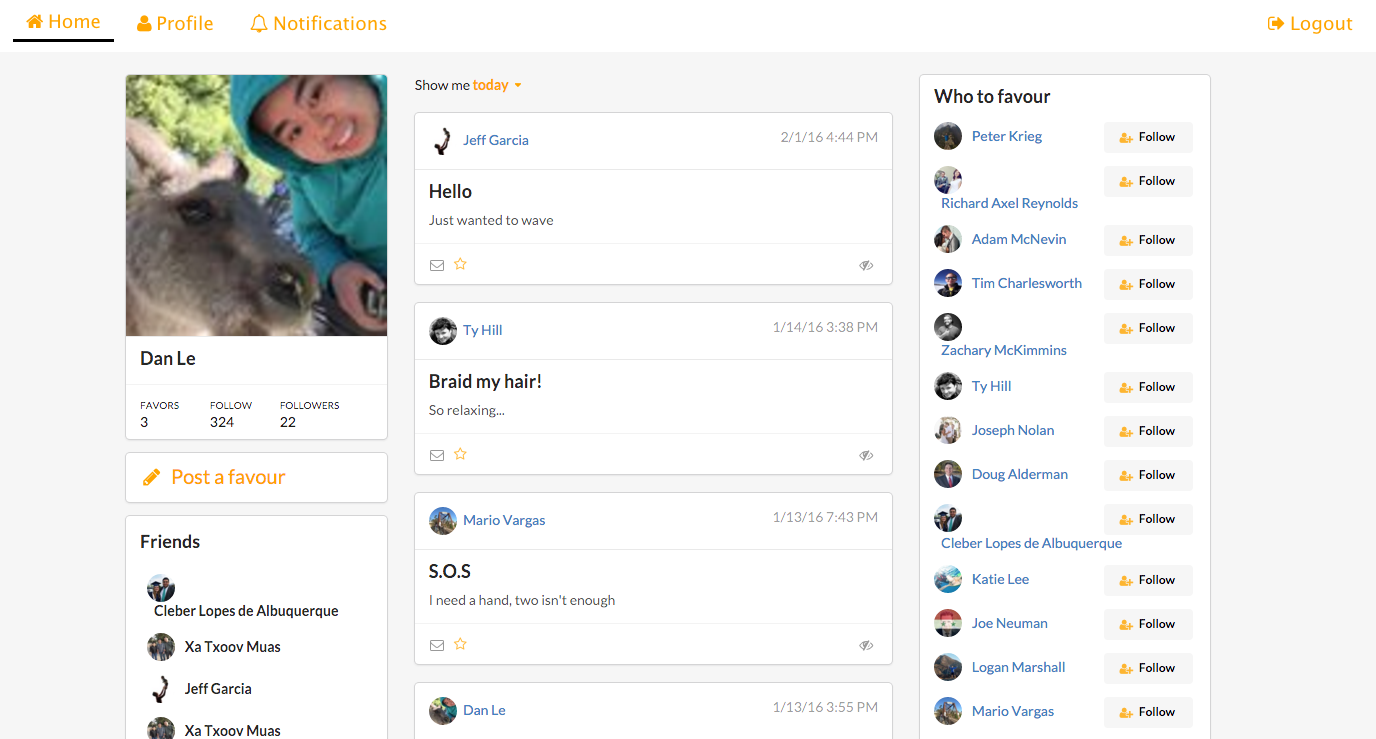 Home Profile Notifications Logout
Dan Le
FAVORS FOLLOW FOLLOWERS
3 324 22
Post a favour
Friends
Cleber Lopes de Albuquerque
Xa Txoov Muas
Jeff Garcia
Xa Txoov Muas
Show me today
Jeff Garcia 2/1/16 4:44 PM
Hello
Just wanted to wave
Ty Hill 1/14/16 3:38 PM
Braid my hair!
So relaxing...
Mario Vargas 1/13/16 7:43 PM
S.O.S
I need a hand, two isn't enough
Dan Le 1/13/16 3:55 PM
Who to favour
Peter Krieg Follow
Follow
Richard Axel Reynolds
Adam McNevin Follow
Tim Charlesworth Follow
Follow
Zachary McKimmins
Ty Hill Follow
Joseph Nolan Follow
Doug Alderman Follow
Follow
Cleber Lopes de Albuquerque
Katie Lee Follow
Joe Neuman Follow
Logan Marshall Follow
Mario Vargas Follow